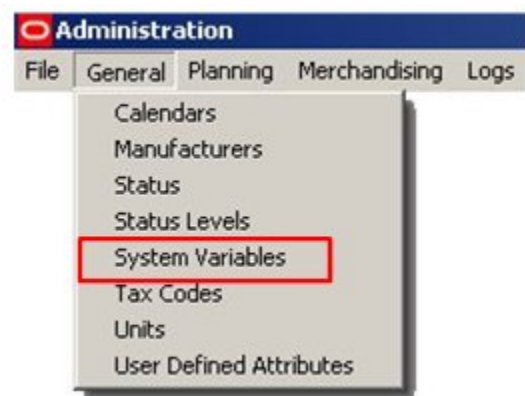 Administration
File General Planning Merchandising Logs
Calendars
Manufacturers
Status
Status Levels
System Variables
Tax Codes
Units
User Defined Attributes